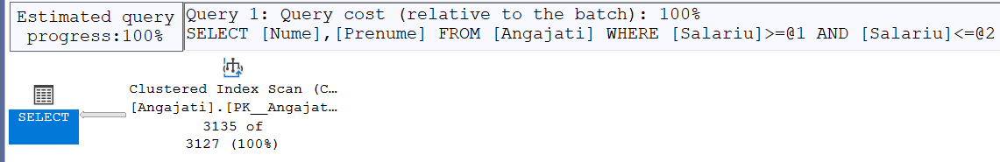 Estimated query
progress:100%
Query 1: Query cost (relative to the batch): 100%
SELECT [Nume],[Prenume] FROM [Angajati] WHERE [Salariu]>=@1 AND [Salariu]<=@2
Clustered Index Scan (C…
[Angajati].[PK__Angajat…
3135 of
3127 (100%)
SELECT